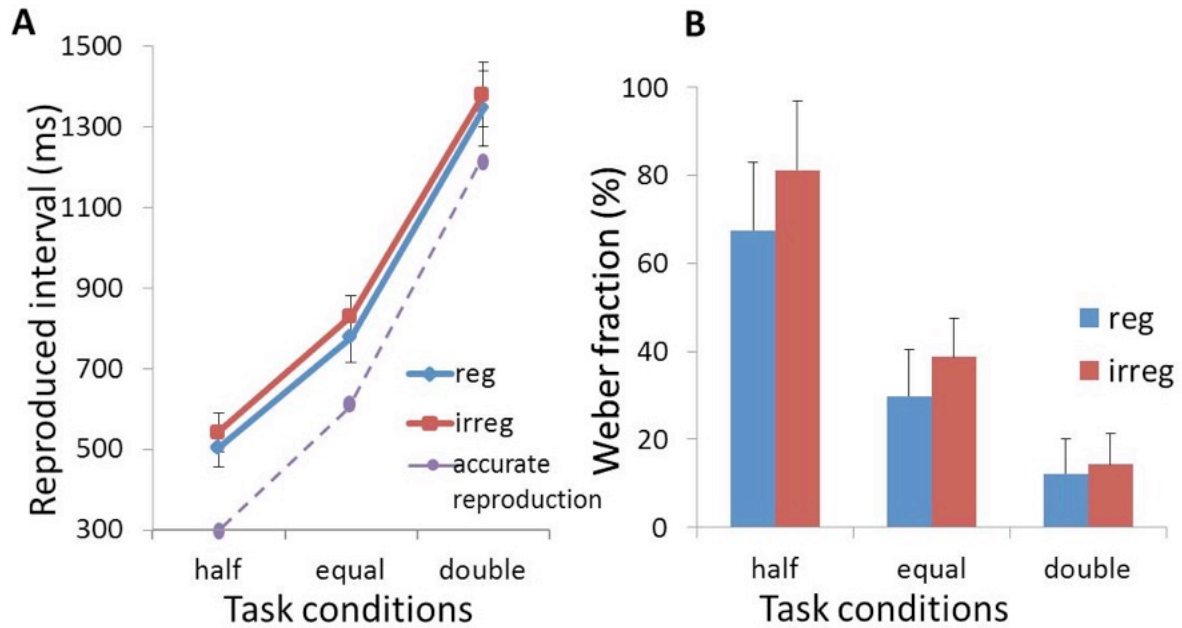 A
Reproduced interval (ms)
1500
1300
1100
900
700
500
300
half equal double
Task conditions
reg
irreg
accurate
reproduction
B
Weber fraction (%)
100
80
60
40
20
0
half equal double
Task conditions
reg
irreg